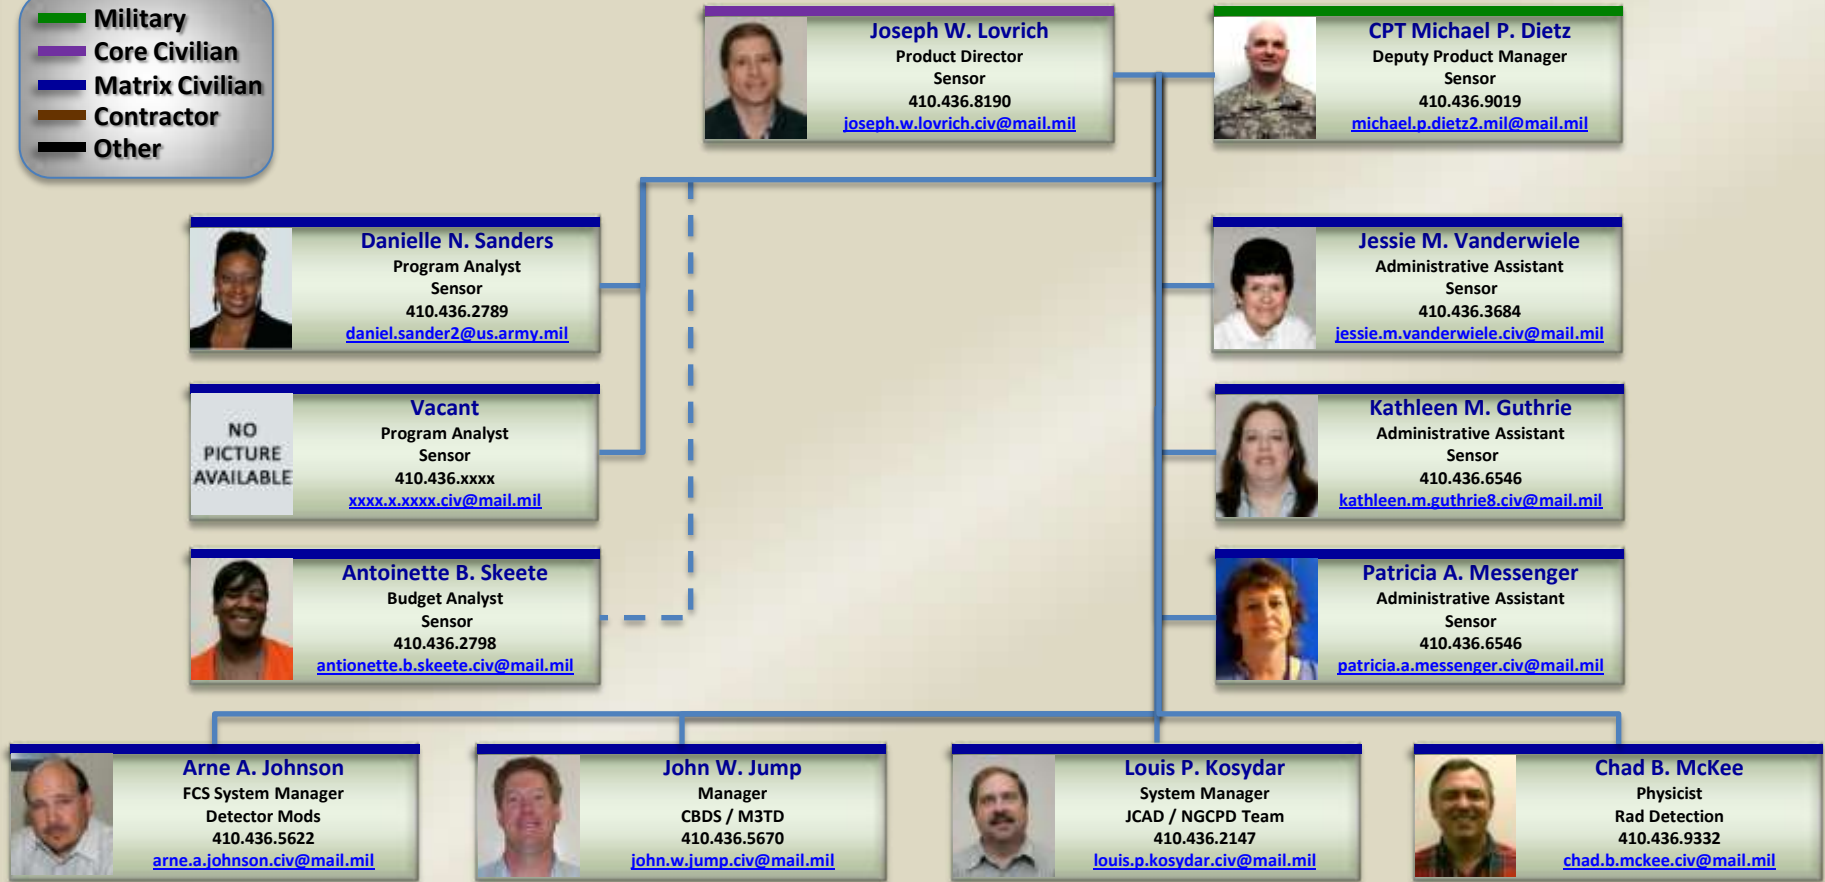 Military
Core Civilian
Matrix Civilian
Contractor
Other
Joseph W. Lovrich
Product Director
Sensor
410.436.8190
joseph.w.lovrich.civ@mail.mil
CPT Michael P. Dietz
Deputy Product Manager
Sensor
410.436.9019
michael.p.dietz2.mil@mail.mil
Danielle N. Sanders
Program Analyst
Sensor
410.436.2789
daniel.sander2@us.army.mil
Jessie M. Vanderwiele
Administrative Assistant
Sensor
410.436.3684
jessie.m.vanderwiele.civ@mail.mil
NO
PICTURE
AVAILABLE
Vacant
Program Analyst
Sensor
410.436.xxxx
xxxx.x.xxxx.civ@mail.mil
Kathleen M. Guthrie
Administrative Assistant
Sensor
410.436.6546
kathleen.m.guthrie8.civ@mail.mil
Antoinette B. Skeete
Budget Analyst
Sensor
410.436.2798
antionette.b.skeete.civ@mail.mil
Patricia A. Messenger
Administrative Assistant
Sensor
410.436.6546
patricia.a.messenger.civ@mail.mil
Arne A. Johnson
FCS System Manager
Detector Mods
410.436.5622
arne.a.johnson.civ@mail.mil
John W. Jump
Manager
CBDS / M3TD
410.436.5670
john.w.jump.civ@mail.mil
Louis P. Kosydar
System Manager
JCAD / NGCPD Team
410.436.2147
louis.p.kosydar.civ@mail.mil
Chad B. McKee
Physicist
Rad Detection
410.436.9332
chad.b.mckee.civ@mail.mil